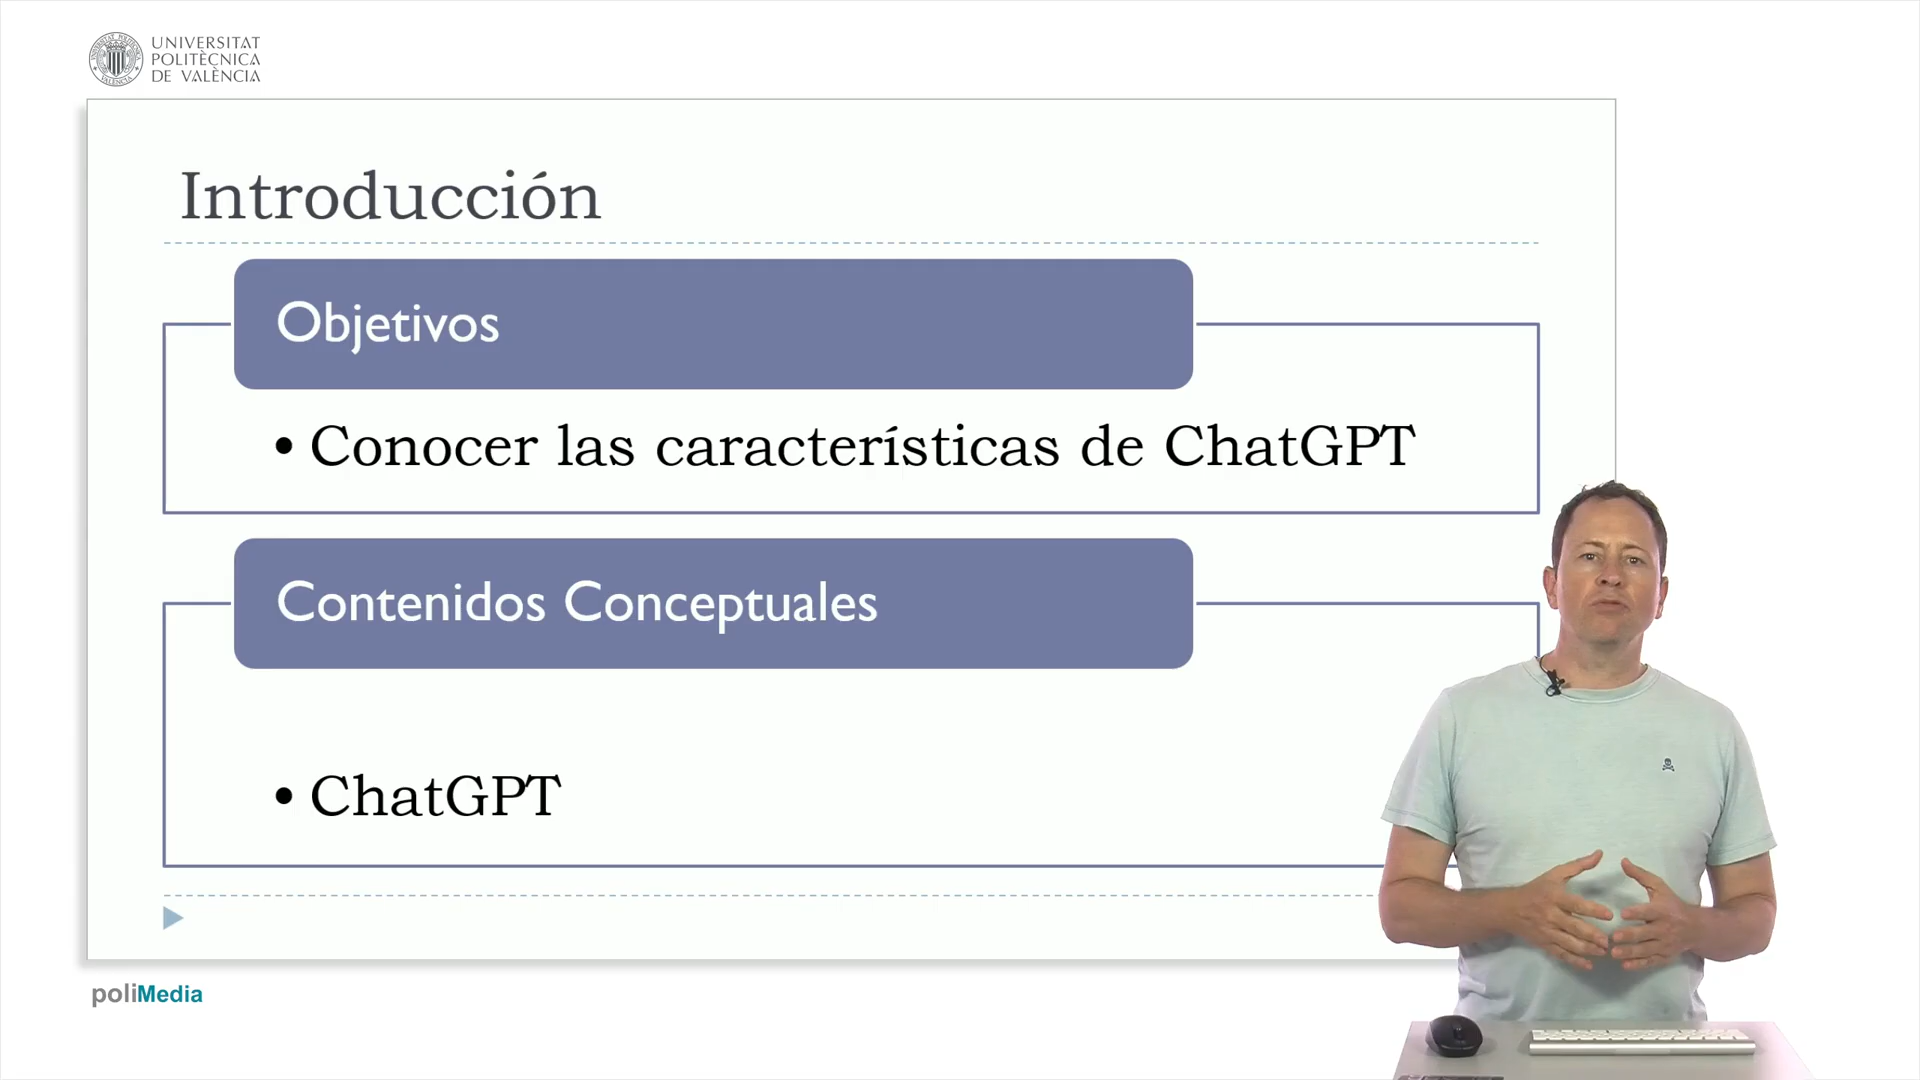 UNIVERSITAT
POLITÈCNICA
DE VALÈNCIA
Introducción
Objetivos
• Conocer las características de ChatGPT
Contenidos Conceptuales
• ChatGPT
poliMedia